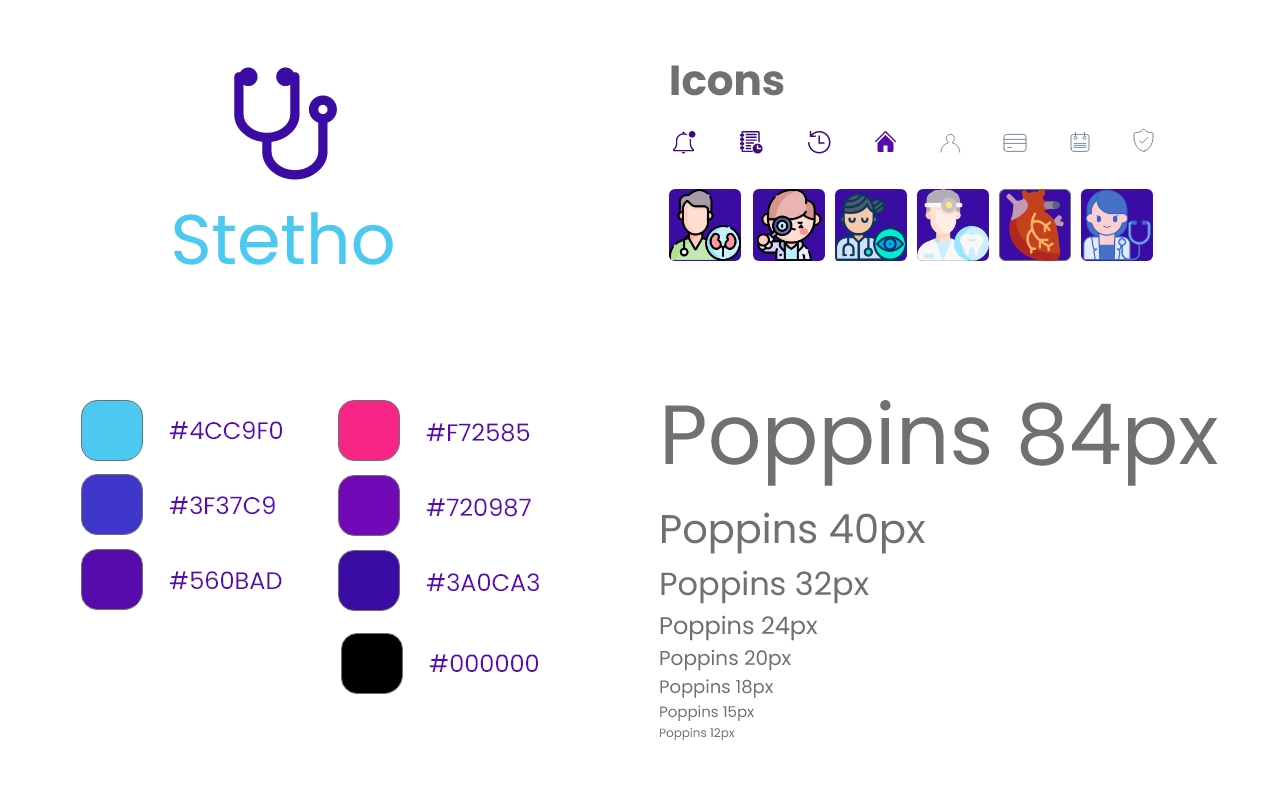 Stetho
Icons
#4CC9F0
#3F37C9
#560BAD
#F72585
#720987
#3A0CA3
#000000
Poppins 84px
Poppins 40px
Poppins 32px
Poppins 24px
Poppins 20px
Poppins 18px
Poppins 15px
Poppins 12px